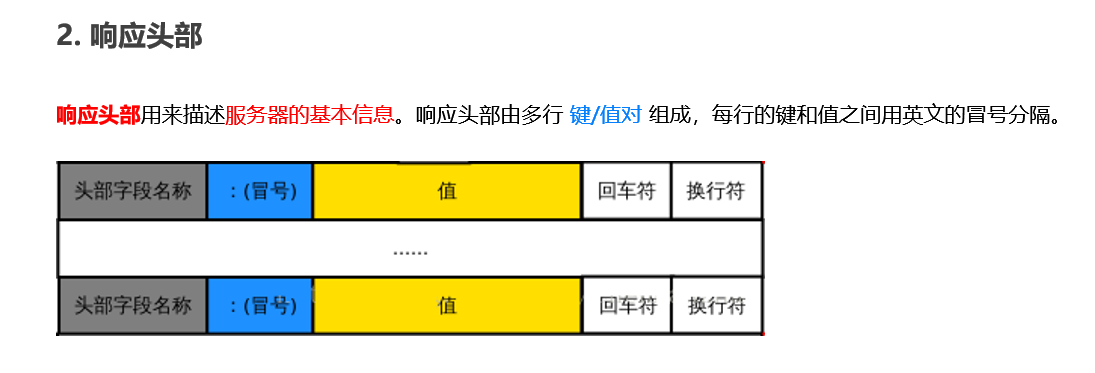 2. 响应头部
响应头部用来描述服务器的基本信息。响应头部由多行 键/值对 组成，每行的键和值之间用英文的冒号分隔。
头部字段名称 ：(冒号) 值 回车符 换行符
……
头部字段名称 ：(冒号) 值 回车符 换行符